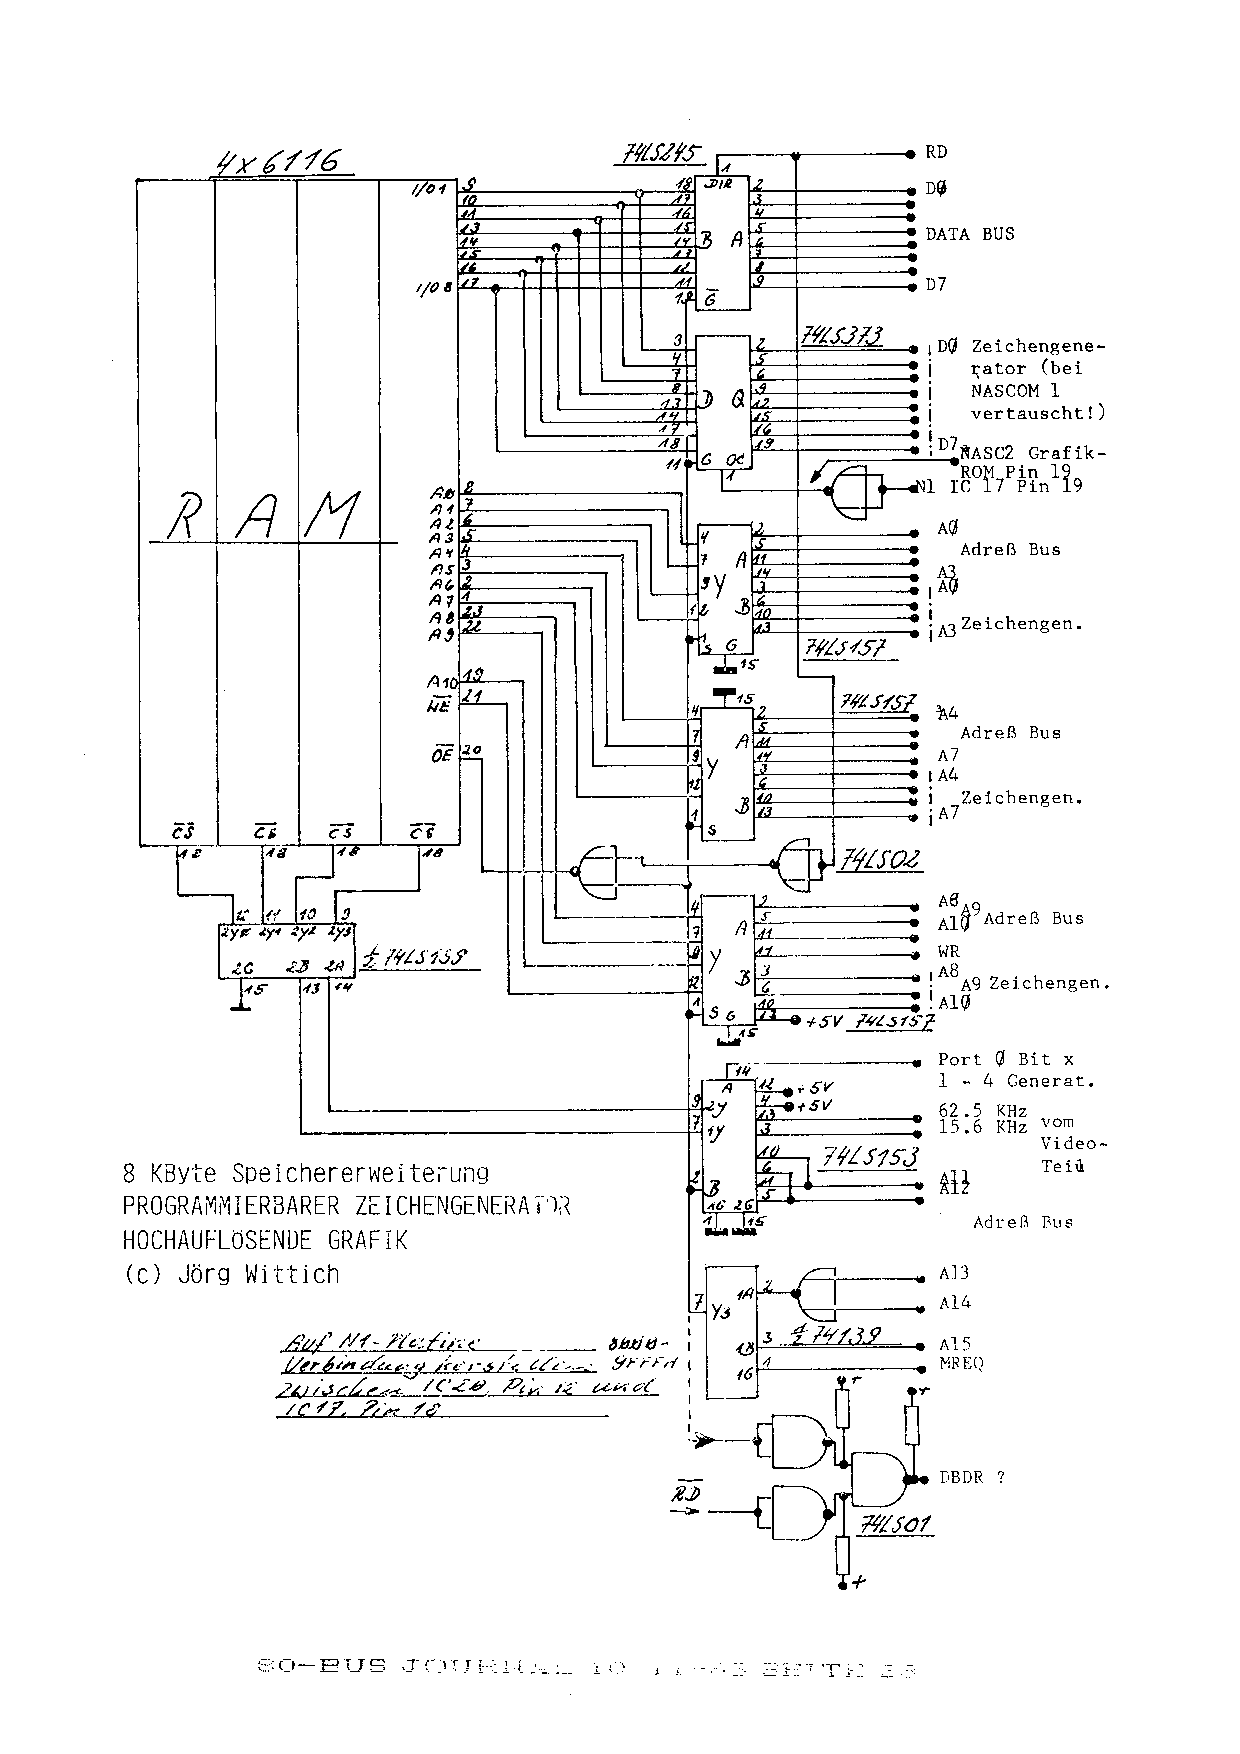 4x6116
74LS245
RD
I/O1
9
10
11
13
14
15
16
17
I/O8
18
17
16
15
14
13
12
11
19
DIR
1
B A
G
2
3
4
5
6
7
8
9
DØ
DATA BUS
D7
74LS373
3
4
7
8
13
14
17
18
11
D Q
G OC
1
2
5
6
9
12
15
16
19
DØ Zeichengene-
rator (bei
NASCOM 1
vertauscht!)
D7
NASC2 Grafik-
ROM Pin 19
N1 IC 17 Pin 19
RAM
A0 8
A1 7
A2 6
A3 5
A4 4
A5 3
A6 2
A7 1
A8 23
A9 22
A10 19
WE 21
OE 20
4
7
9
12
1
Y
A
B
S G
15
2
5
11
14
3
6
10
13
74LS157
AØ
Adreß Bus
A3
AØ
Zeichengen.
A3
15
74LS157
4
7
9
12
1
Y
A
B
S
2
5
11
14
3
6
10
13
A4
Adreß Bus
A7
A4
Zeichengen.
A7
CS CS CS CS
18 18 18 18
74LS02
12 11 10 9
2Y0 2Y1 2Y2 2Y3
2G 2B 2A
15 13 14
½ 74LS139
4
7
9
12
1
Y
A
B
S G
15
2
5
11
3
6
10
13
+5V 74LS157
A8
A9
A10 Adreß Bus
WR
A8
A9 Zeichengen.
A1Ø
Port Ø Bit x
1 - 4 Generat.
14
A
9 2Y
7 1Y
2 B
1G 2G
1 15
12 +5V
4 +5V
13
3
10
6
11
5
74LS153
62.5 KHz
15.6 KHz vom
Video-
Teil
A11
A12
Adreß Bus
8 KByte Speichererweiterung
PROGRAMMIERBARER ZEICHENGENERATOR
HOCHAUFLÖSENDE GRAFIK
(c) Jörg Wittich
7 Y3
1A 2
1B 3
1G 1
½ 74139
A13
A14
A15
MREQ
Auf N1-Platine
Verbindung herstellen
zwischen IC20, Pin 12 und
IC17, Pin 18
+
+
DBDR ?
RD
74LS01
+
80-BUS JOURNAL